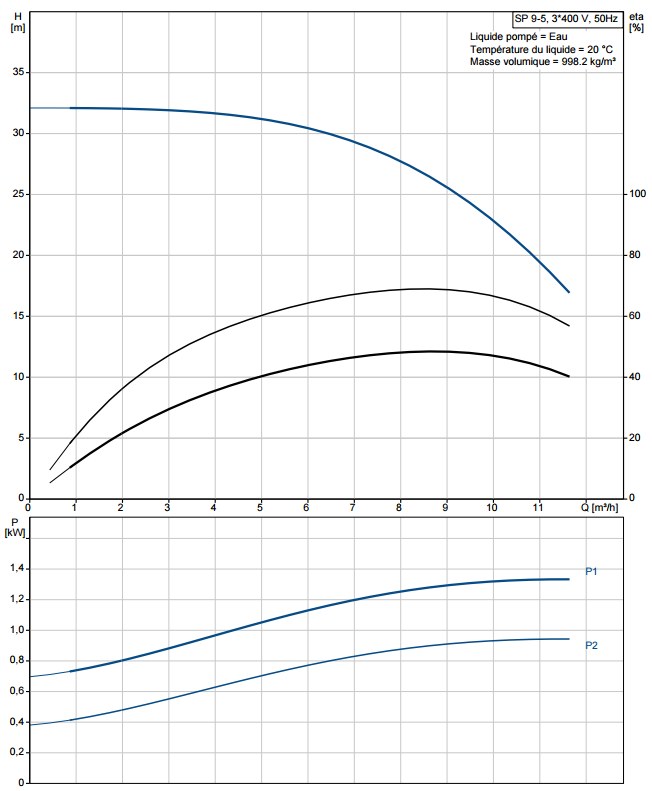 H
[m]
SP 9-5, 3*400 V, 50Hz
eta
[%]
Liquide pompé = Eau
Température du liquide = 20 °C
Masse volumique = 998.2 kg/m³
35
30
25
100
20
80
15
60
10
40
5
20
0
0
0
1
2
3
4
5
6
7
8
9
10
11
Q [m³/h]
P
[kW]
1,4
P1
1,2
1,0
0,8
P2
0,6
0,4
0,2
0